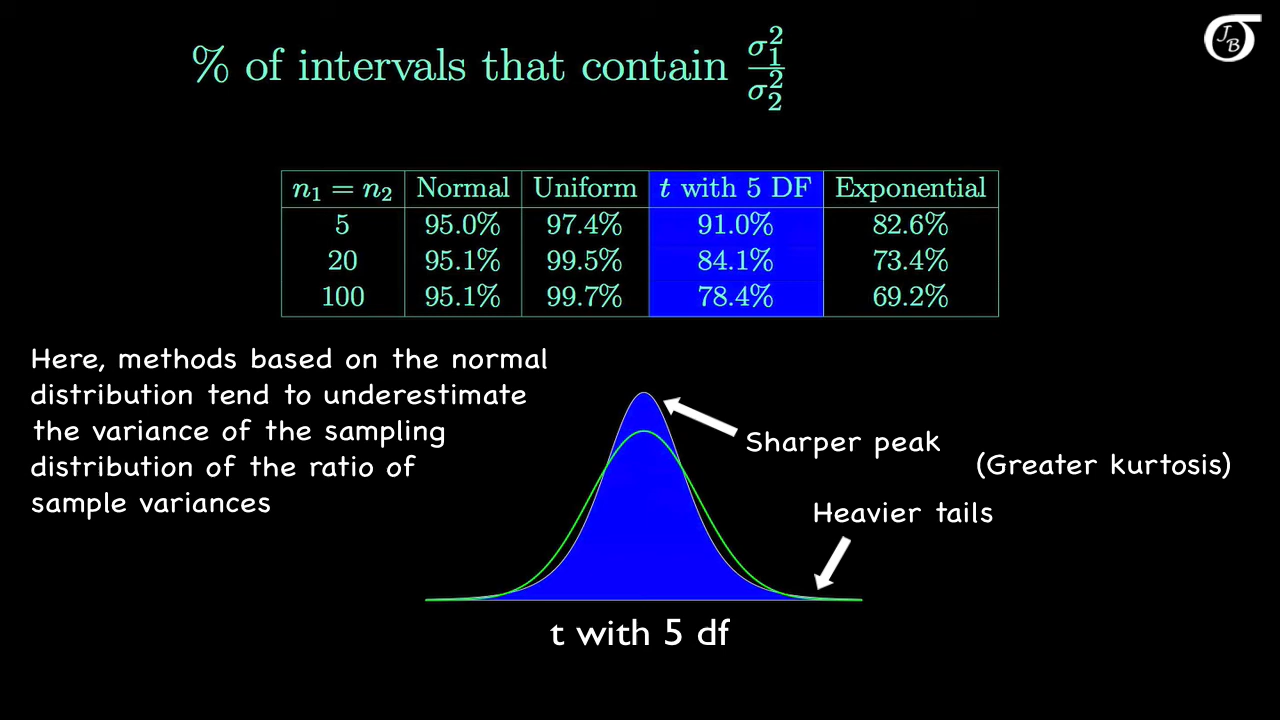 % of intervals that contain σ₁²/σ₂²
JB
n₁ = n₂ Normal Uniform t with 5 DF Exponential
5 95.0% 97.4% 91.0% 82.6%
20 95.1% 99.5% 84.1% 73.4%
100 95.1% 99.7% 78.4% 69.2%
Here, methods based on the normal
distribution tend to underestimate
the variance of the sampling
distribution of the ratio of
sample variances
Sharper peak
(Greater kurtosis)
Heavier tails
t with 5 df